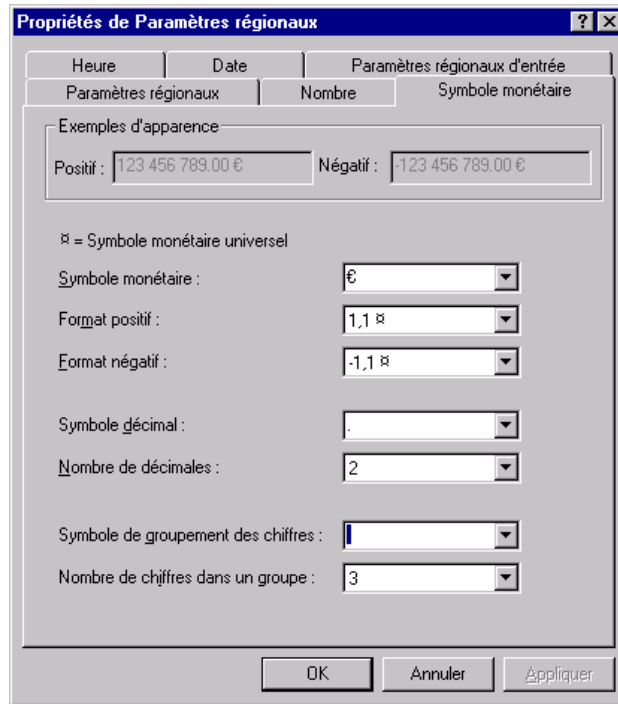 Propriétés de Paramètres régionaux
Heure Date Paramètres régionaux d'entrée
Paramètres régionaux Nombre Symbole monétaire
Exemples d'apparence
Positif : 123 456 789.00 € Négatif : -123 456 789.00 €
¤ = Symbole monétaire universel
Symbole monétaire : €
Format positif : 1,1 ¤
Format négatif : -1,1 ¤
Symbole décimal : .
Nombre de décimales : 2
Symbole de groupement des chiffres :
Nombre de chiffres dans un groupe : 3
OK Annuler Appliquer